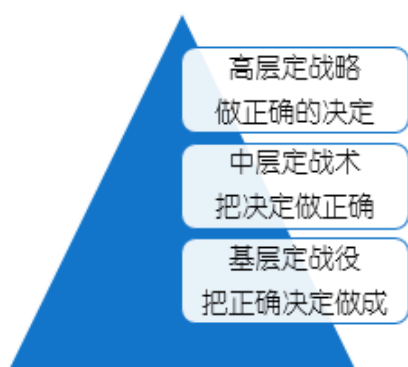 高层定战略
做正确的决定
中层定战术
把决定做正确
基层定战役
把正确决定做成